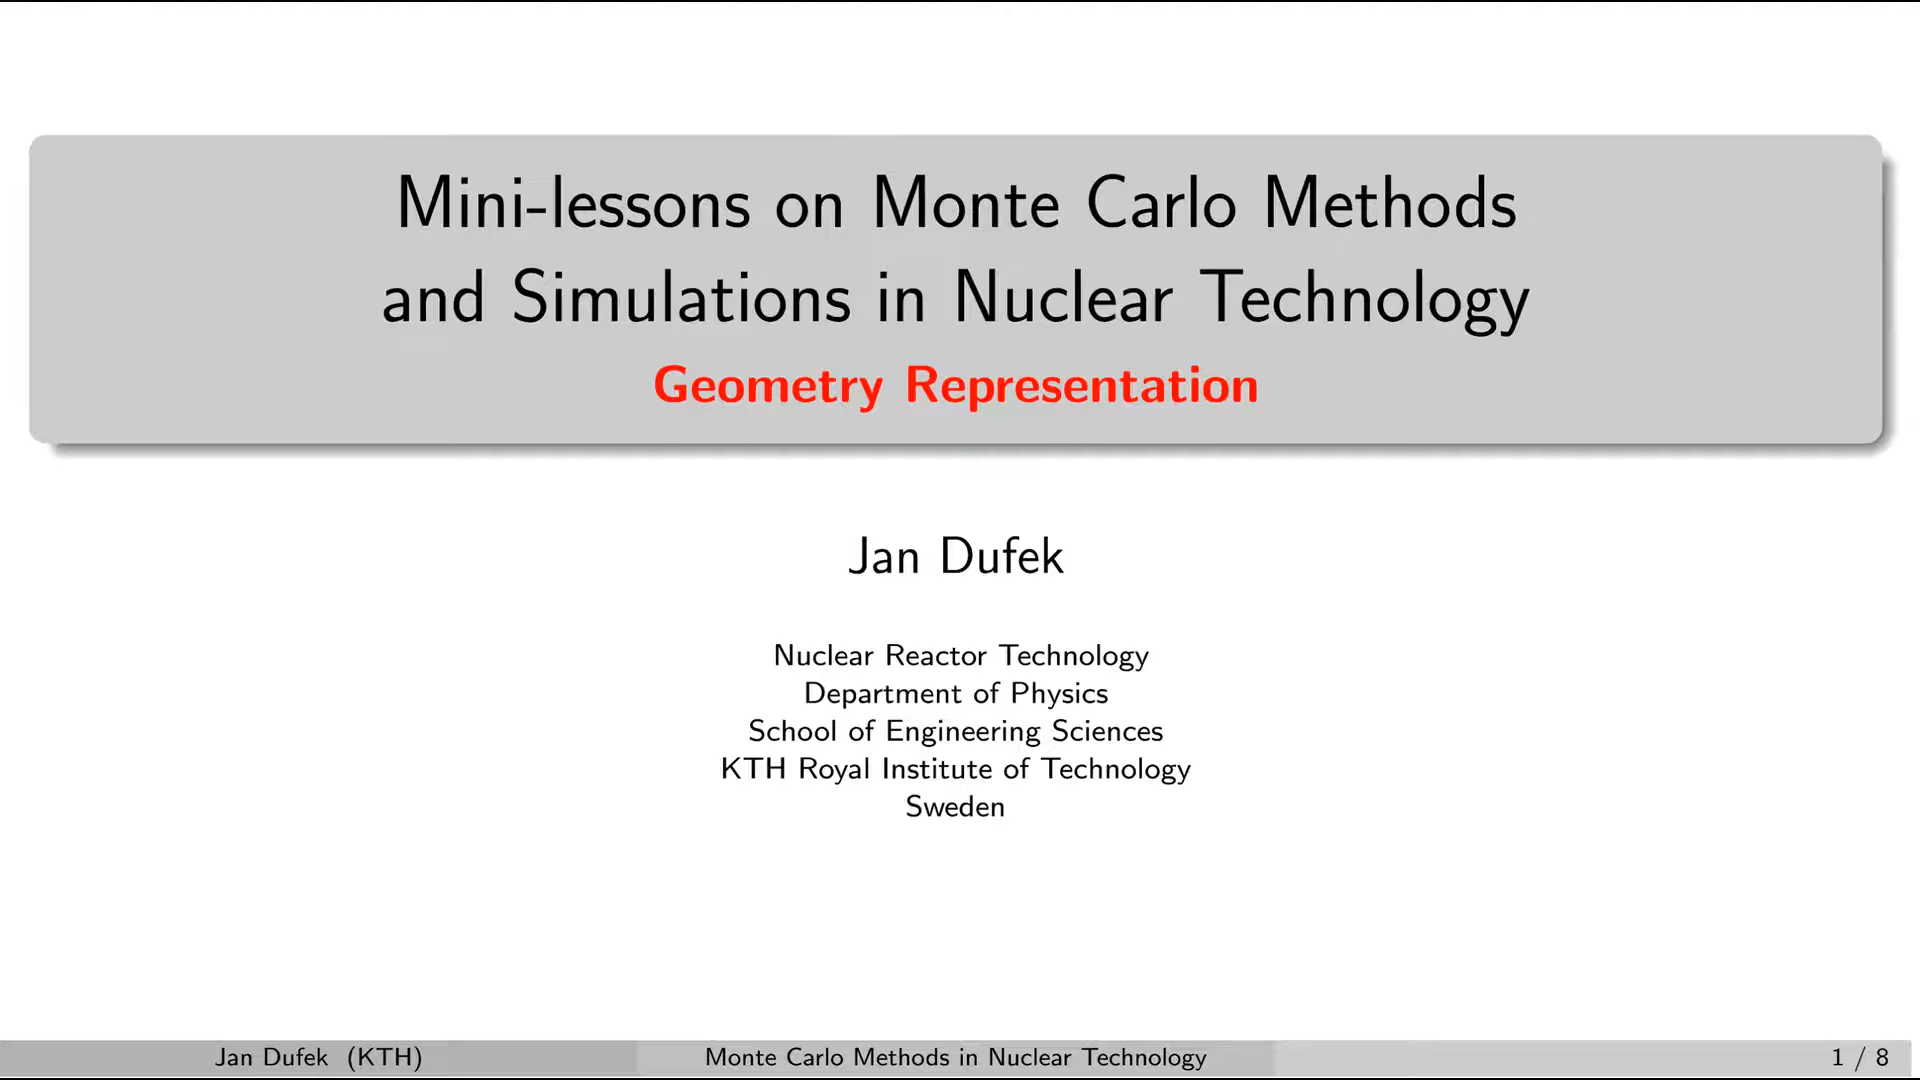 Mini-lessons on Monte Carlo Methods
and Simulations in Nuclear Technology
Geometry Representation
Jan Dufek
Nuclear Reactor Technology
Department of Physics
School of Engineering Sciences
KTH Royal Institute of Technology
Sweden
Jan Dufek (KTH)
Monte Carlo Methods in Nuclear Technology
1 / 8